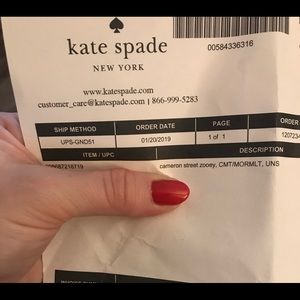 kate spade
NEW YORK
00584336316
www.katespade.com
customer_care@katespade.com | 866-999-5283
SHIP METHOD ORDER DATE PAGE
UPS-GND51 01/20/2019 1 of 1
ITEM / UPC DESCRIPTION
cameron street zooey, CMT/MORMLT, UNS